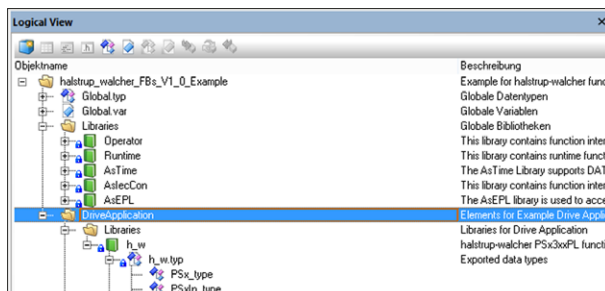 Logical View
Objektname Beschreibung
halstrup_walcher_FBs_V1_0_Example Example for halstrup-walcher func
Global.typ Globale Datentypen
Global.var Globale Variablen
Libraries Globale Bibliotheken
Operator This library contains function inter
Runtime This library contains runtime funct
AsTime The AsTime Library supports DAT
AsIecCon This library contains function inter
AsEPL The AsEPL library is used to acce
DriveApplication Elements for Example Drive Applic
Libraries Libraries for Drive Application
h_w halstrup-walcher PSx3xxPL functi
h_w.typ Exported data types
PSx_type
PSxIn_type